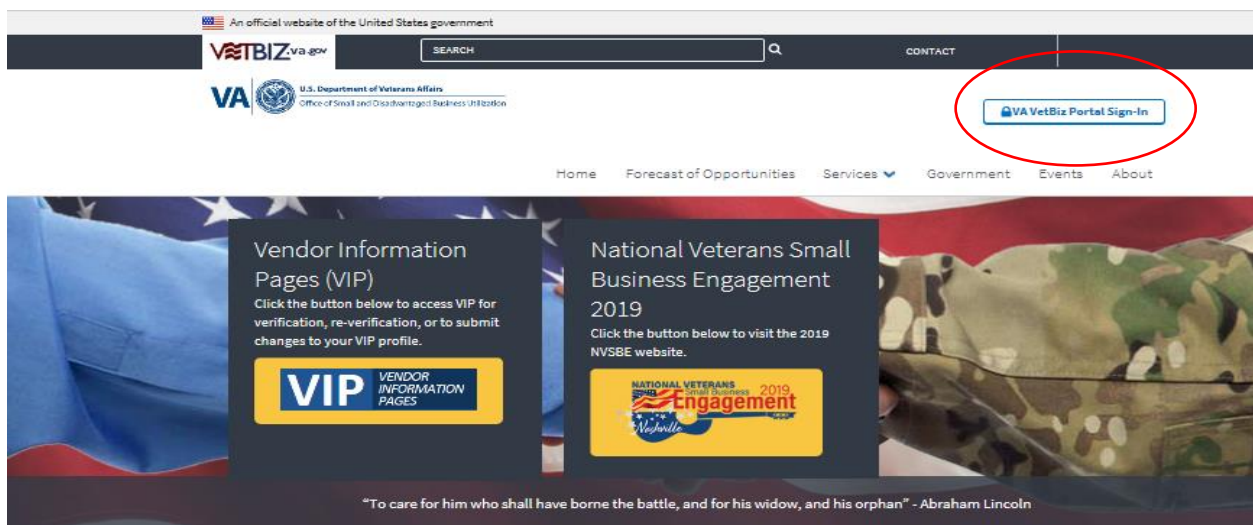 An official website of the United States government
VETBIZ.va.gov
SEARCH
CONTACT
VA
U.S. Department of Veterans Affairs
Office of Small and Disadvantaged Business Utilization
VA VetBiz Portal Sign-In
Home Forecast of Opportunities Services Government Events About
Vendor Information
Pages (VIP)
Click the button below to access VIP for
verification, re-verification, or to submit
changes to your VIP profile.
VIP
VENDOR
INFORMATION
PAGES
National Veterans Small
Business Engagement
2019
Click the button below to visit the 2019
NVSBE website.
NATIONAL VETERANS
Small Business 2019
Engagement
Nashville
“To care for him who shall have borne the battle, and for his widow, and his orphan” - Abraham Lincoln